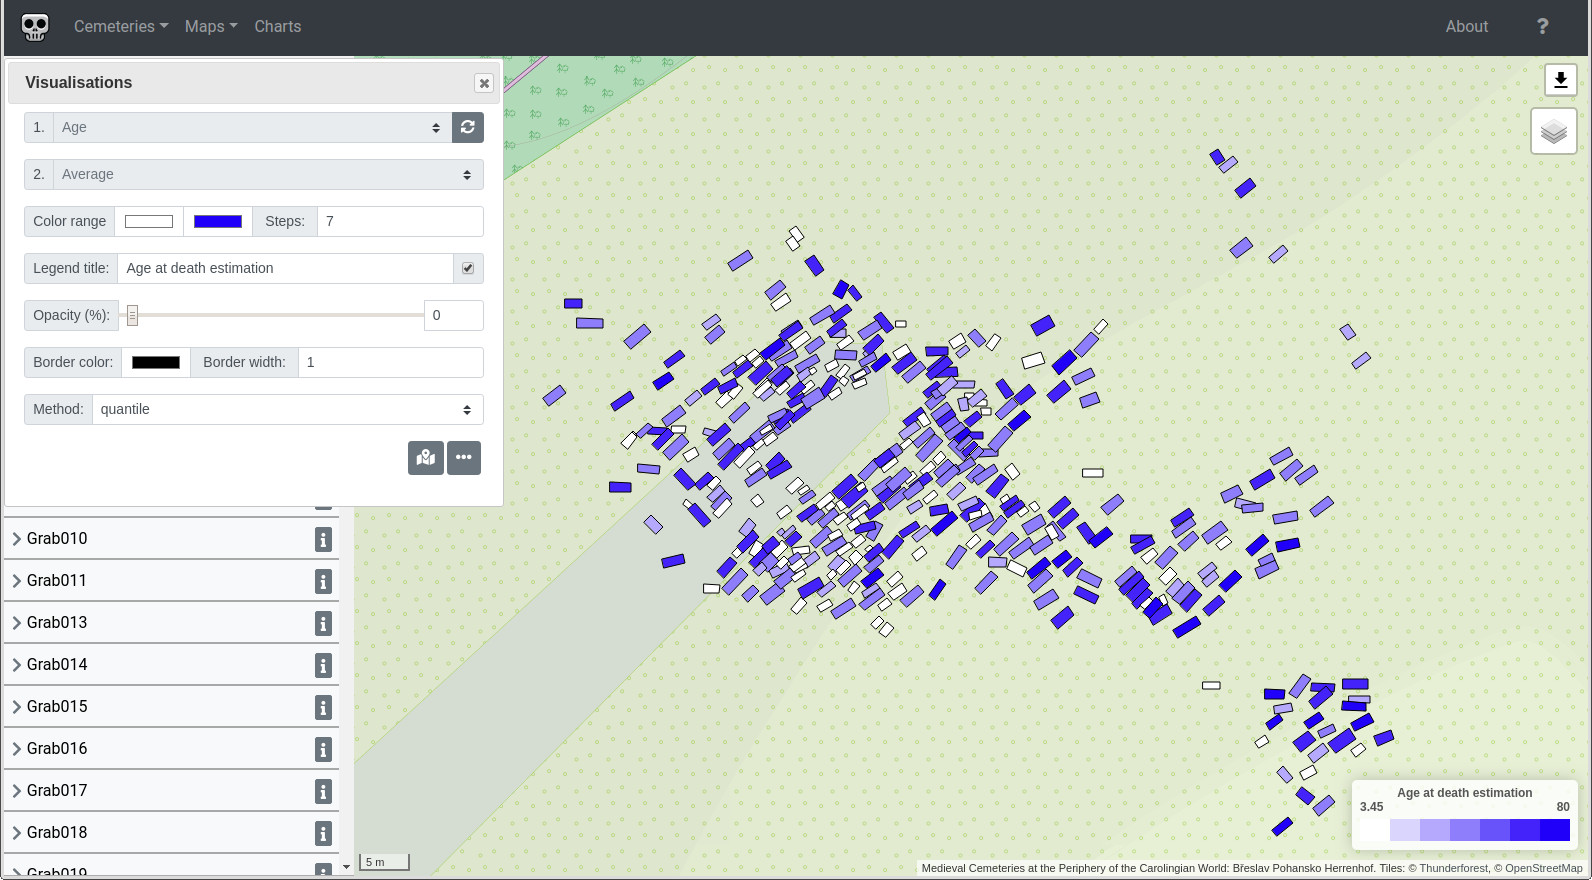 Cemeteries Maps Charts About ?
Visualisations
1. Age
2. Average
Color range Steps: 7
Legend title: Age at death estimation
Opacity (%): 0
Border color: Border width: 1
Method: quantile
Grab010
Grab011
Grab013
Grab014
Grab015
Grab016
Grab017
Grab018
Grab019
5 m
Age at death estimation
3.45 80
Medieval Cemeteries at the Periphery of the Carolingian World: Břeslav Pohansko Herrenhof. Tiles: © Thunderforest, © OpenStreetMap